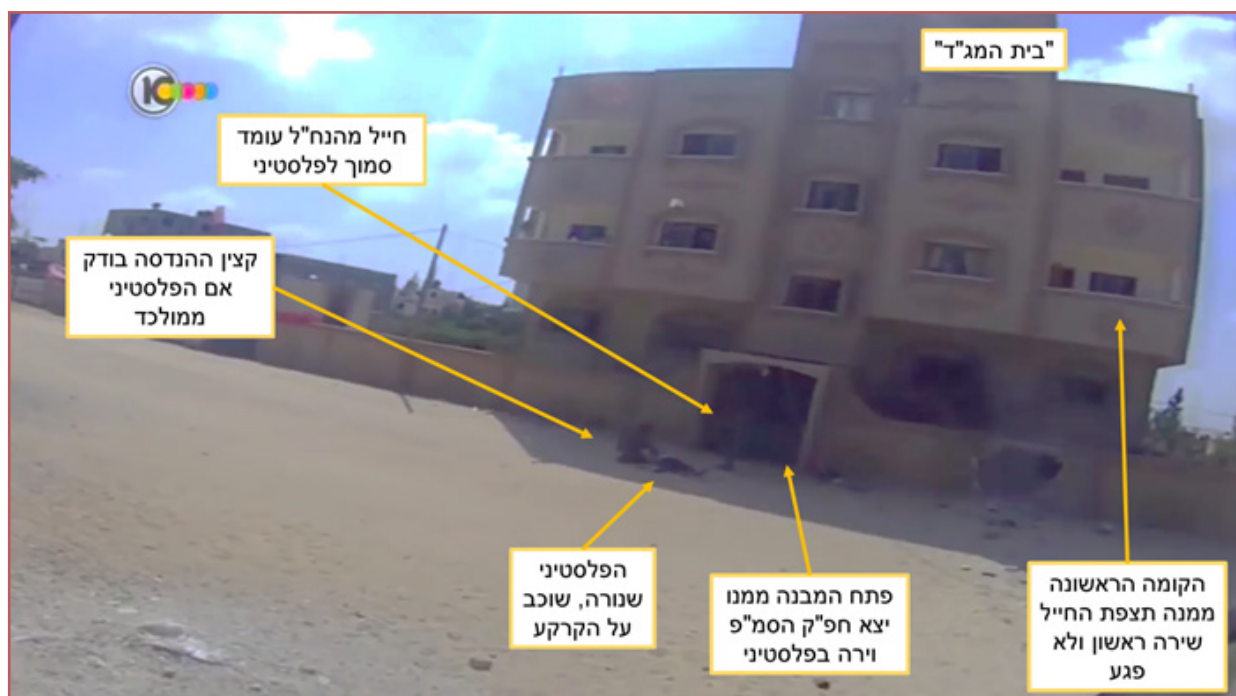 "בית המג"ד"
10
חייל מהנח"ל עומד
סמוך לפלסטיני
קצין ההנדסה בודק
אם הפלסטיני
ממולכד
הפלסטיני
שנורה, שוכב
על הקרקע
פתח המבנה ממנו
יצא חפ"ק הסמ"פ
וירה בפלסטיני
הקומה הראשונה
ממנה תצפת החייל
שירה ראשון ולא
פגע